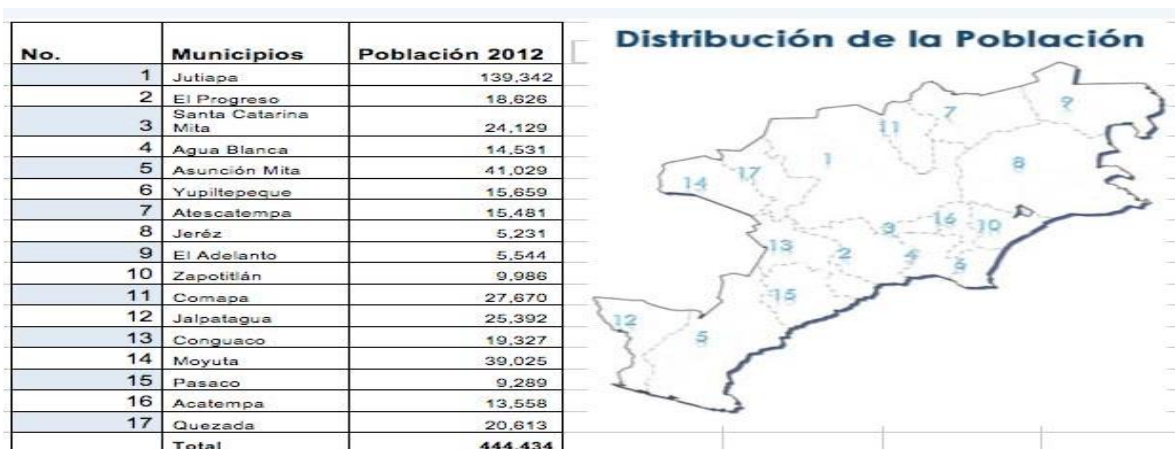 No. Municipios Población 2012
1 Jutiapa 139,342
2 El Progreso 18,626
3 Santa Catarina
Mita 24,129
4 Agua Blanca 14,531
5 Asunción Mita 41,029
6 Yupiltepeque 15,659
7 Atescatempa 15,481
8 Jeréz 5,231
9 El Adelanto 5,544
10 Zapotitlán 9,986
11 Comapa 27,670
12 Jalpatagua 25,392
13 Conguaco 19,327
14 Moyuta 39,025
15 Pasaco 9,289
16 Acatempa 13,558
17 Quezada 20,613
Total 444,434
Distribución de la Población
9
7
11
1
8
17
14
16
10
3
13
2
4
6
15
12
5